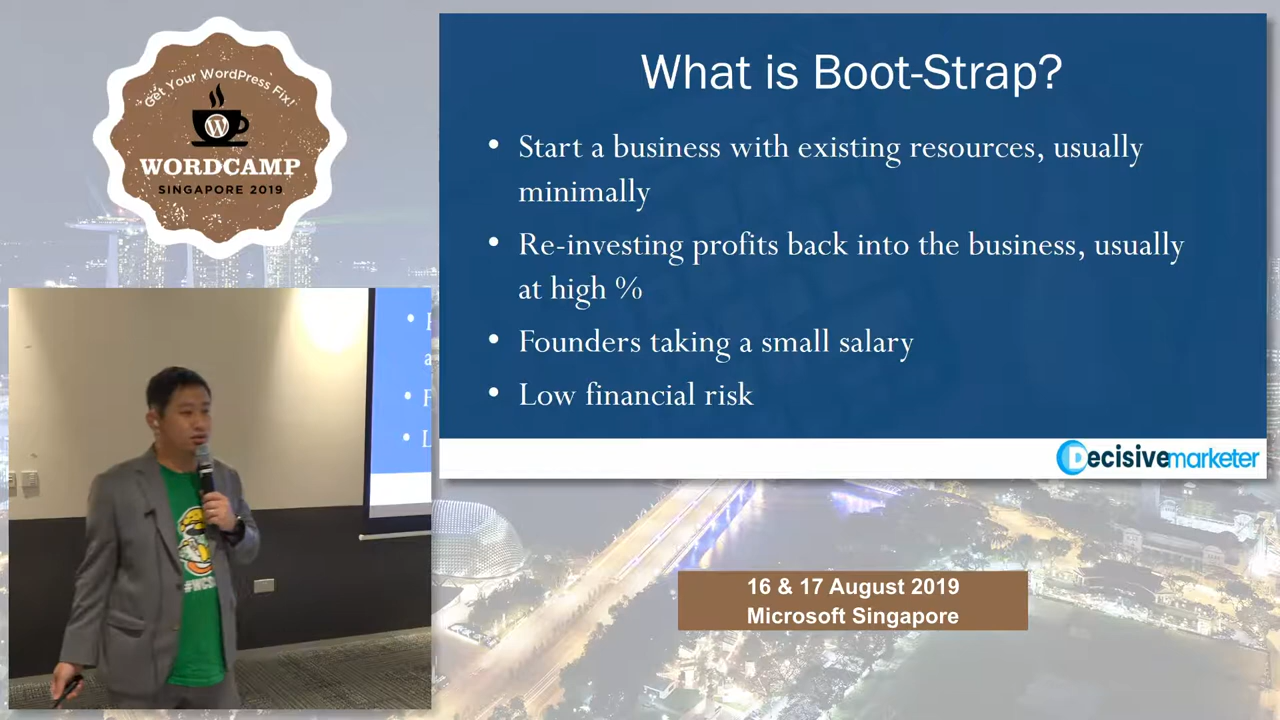 Get Your WordPress Fix!
W
WORDCAMP
SINGAPORE 2019
What is Boot-Strap?
• Start a business with existing resources, usually
minimally
• Re-investing profits back into the business, usually
at high %
• Founders taking a small salary
• Low financial risk
Decisivemarketer
•
a
• F
• L
16 & 17 August 2019
Microsoft Singapore